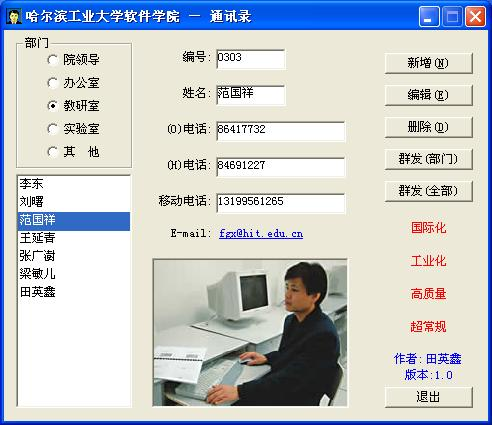 哈尔滨工业大学软件学院 － 通讯录
部门
院领导
办公室
教研室
实验室
其 他
李东
刘曙
范国祥
王延青
张广澍
梁敏儿
田英鑫
编号: 0303
姓名: 范国祥
(O)电话: 86417732
(H)电话: 84691227
移动电话: 13199561265
E-mail: fgx@hit.edu.cn
新增(N)
编辑(E)
删除(D)
群发(部门)
群发(全部)
国际化
工业化
高质量
超常规
作者: 田英鑫
版本:1.0
退出